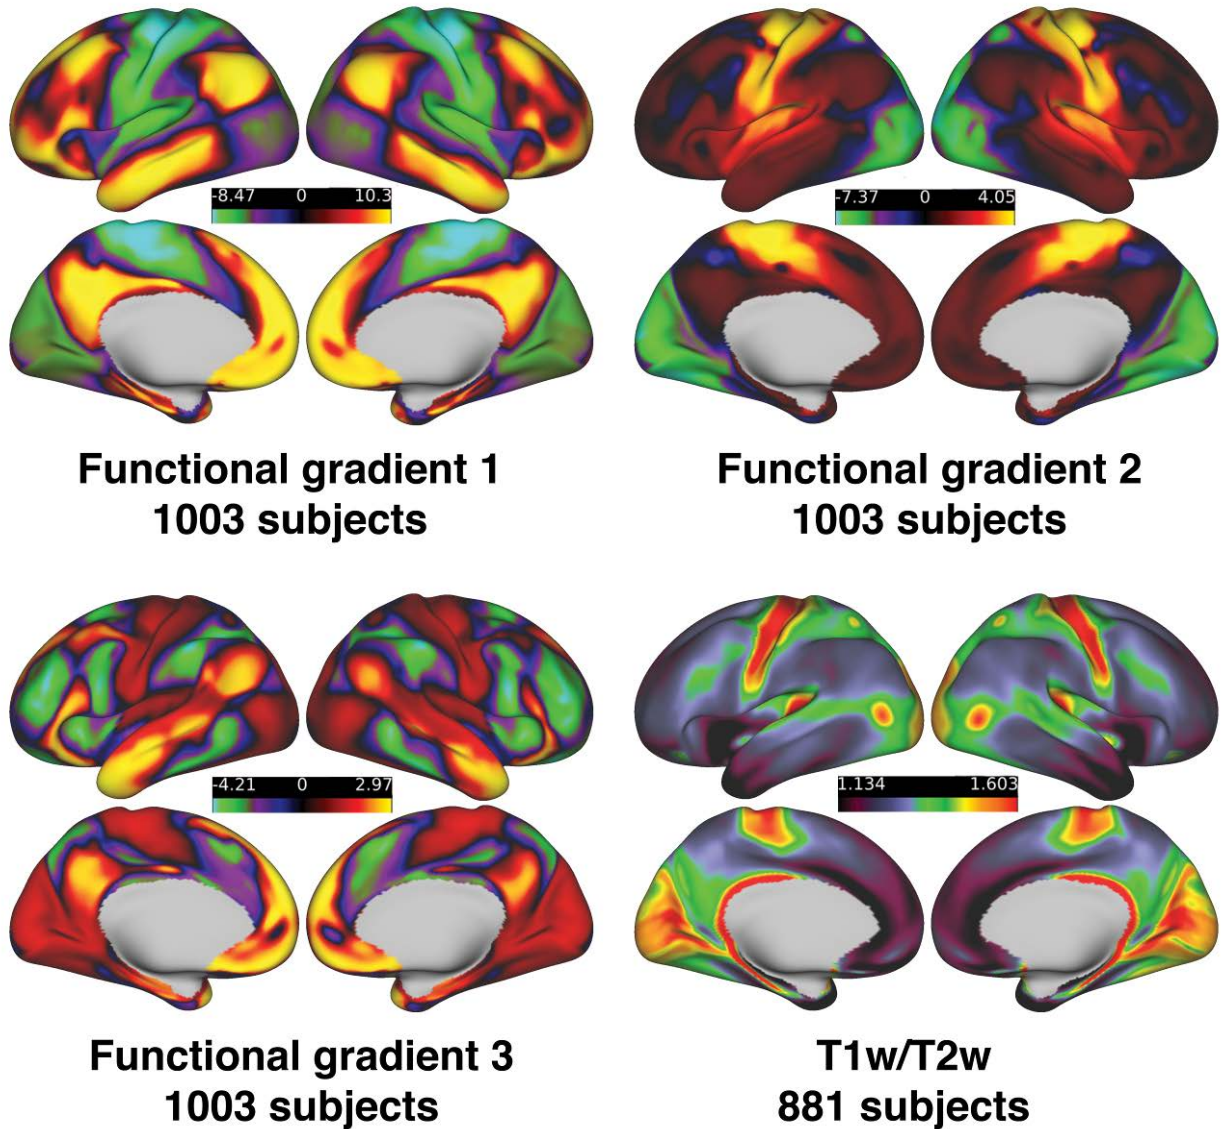 -8.47 0 10.3
-7.37 0 4.05
Functional gradient 1
1003 subjects
Functional gradient 2
1003 subjects
-4.21 0 2.97
1.134 1.603
Functional gradient 3
1003 subjects
T1w/T2w
881 subjects